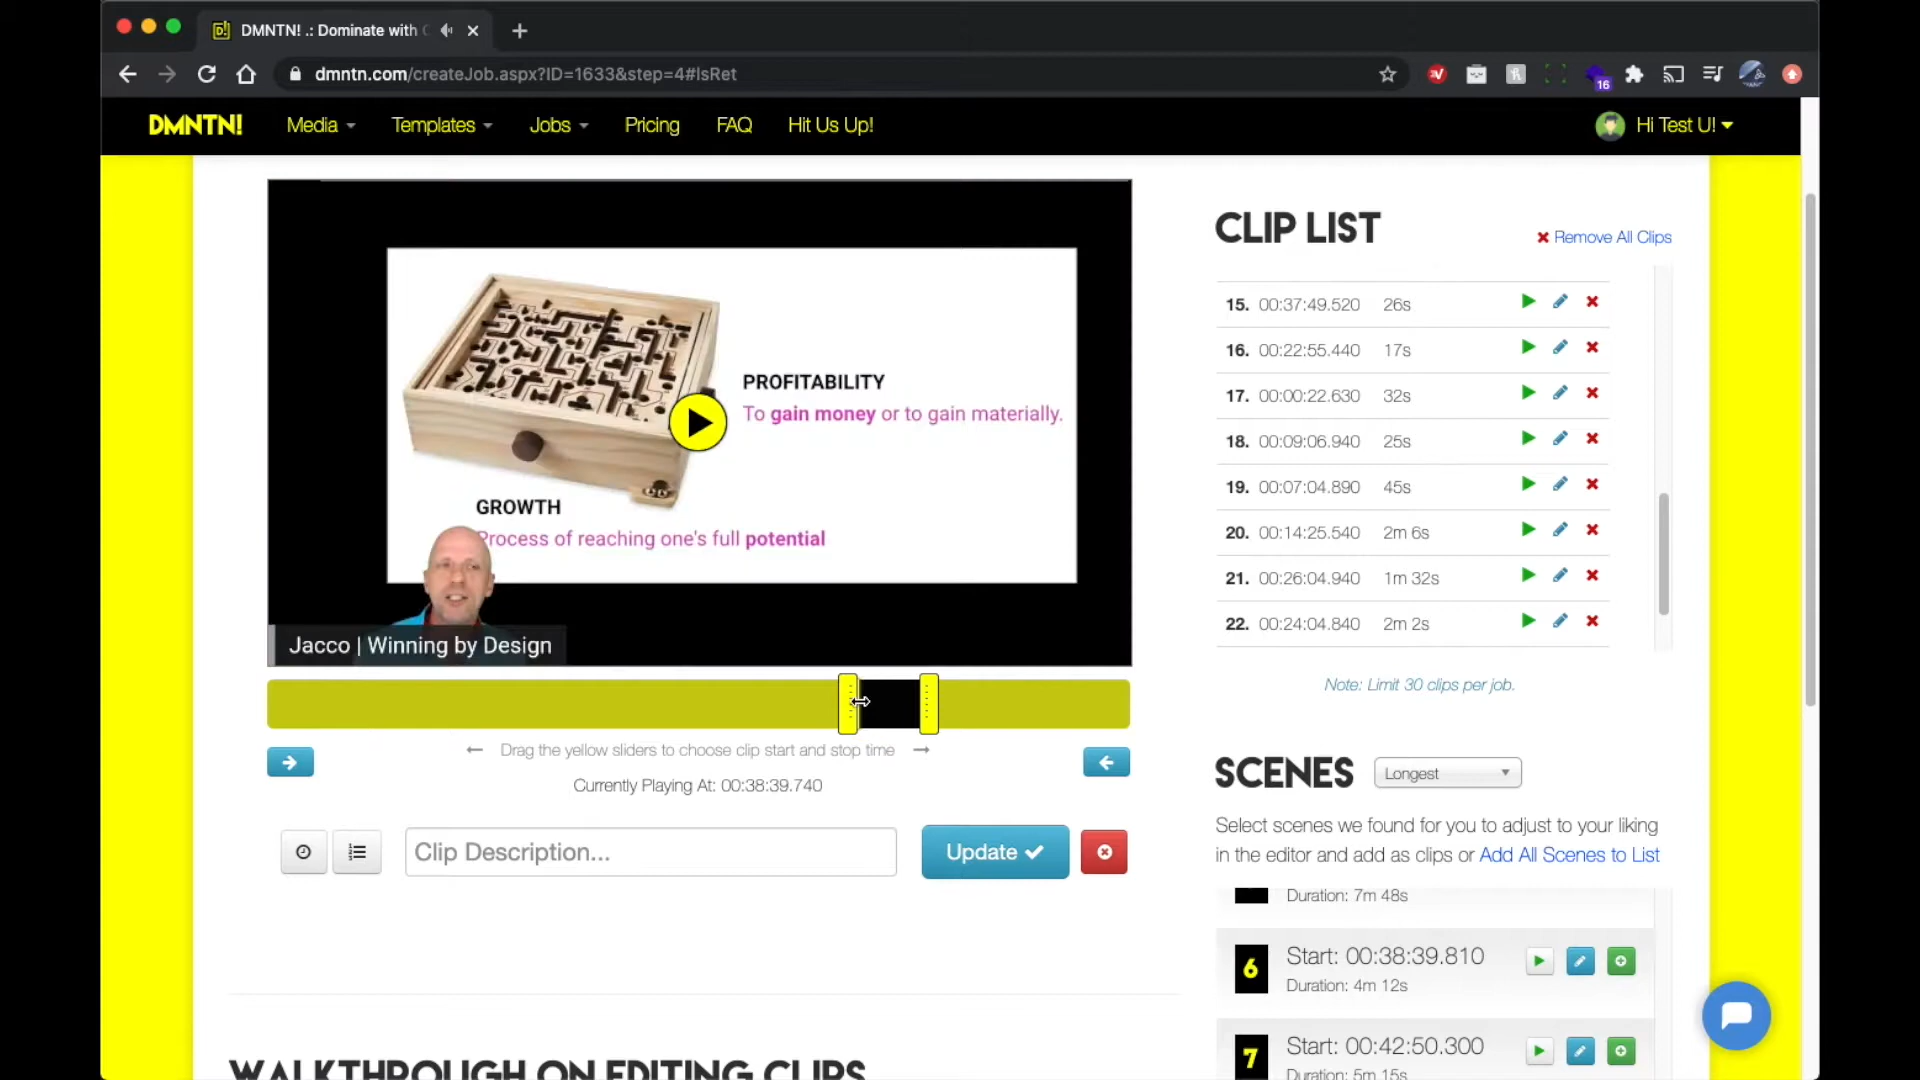 DMNTN! .: Dominate with
dmntn.com/createJob.aspx?ID=1633&step=4#IsRet
16
DMNTN!
Media
Templates
Jobs
Pricing
FAQ
Hit Us Up!
Hi Test U!
PROFITABILITY
To gain money or to gain materially.
GROWTH
Process of reaching one's full potential
Jacco | Winning by Design
← Drag the yellow sliders to choose clip start and stop time →
Currently Playing At: 00:38:39.740
Clip Description...
Update
WALKTHROUGH ON EDITING CLIPS
CLIP LIST
Remove All Clips
15. 00:37:49.520 26s
16. 00:22:55.440 17s
17. 00:00:22.630 32s
18. 00:09:06.940 25s
19. 00:07:04.890 45s
20. 00:14:25.540 2m 6s
21. 00:26:04.940 1m 32s
22. 00:24:04.840 2m 2s
Note: Limit 30 clips per job.
SCENES
Longest
Select scenes we found for you to adjust to your liking
in the editor and add as clips or Add All Scenes to List
Duration: 7m 48s
6
Start: 00:38:39.810
Duration: 4m 12s
7
Start: 00:42:50.300
Duration: 5m 15s